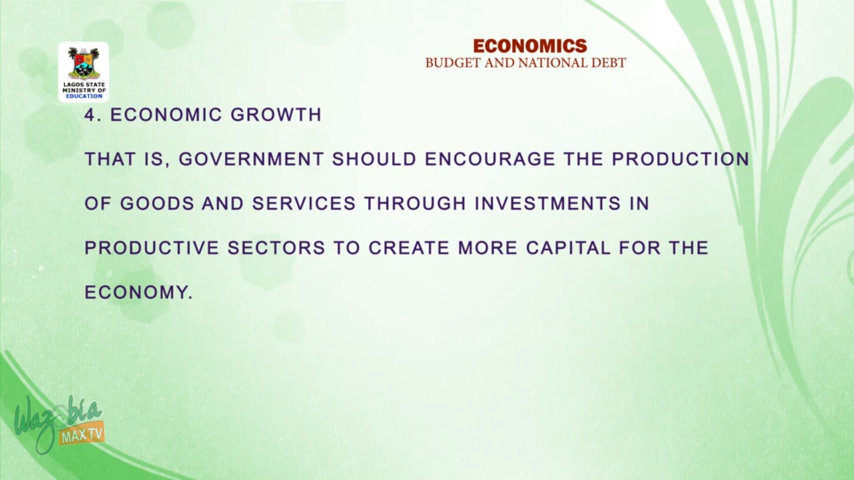 ECONOMICS
BUDGET AND NATIONAL DEBT
LAGOS STATE
MINISTRY OF
EDUCATION
4. ECONOMIC GROWTH
THAT IS, GOVERNMENT SHOULD ENCOURAGE THE PRODUCTION
OF GOODS AND SERVICES THROUGH INVESTMENTS IN
PRODUCTIVE SECTORS TO CREATE MORE CAPITAL FOR THE
ECONOMY.
Wazobia
MAX TV